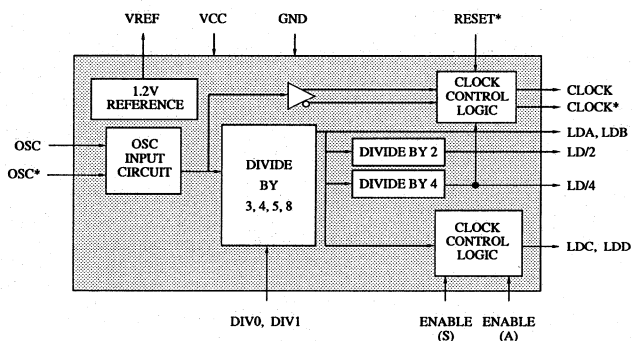 VREF
VCC
GND
RESET*
1.2V
REFERENCE
CLOCK
CONTROL
LOGIC
CLOCK
CLOCK*
OSC
OSC*
OSC
INPUT
CIRCUIT
DIVIDE
BY
3, 4, 5, 8
DIVIDE BY 2
DIVIDE BY 4
LDA, LDB
LD/2
LD/4
CLOCK
CONTROL
LOGIC
LDC, LDD
DIV0, DIV1
ENABLE
(S)
ENABLE
(A)